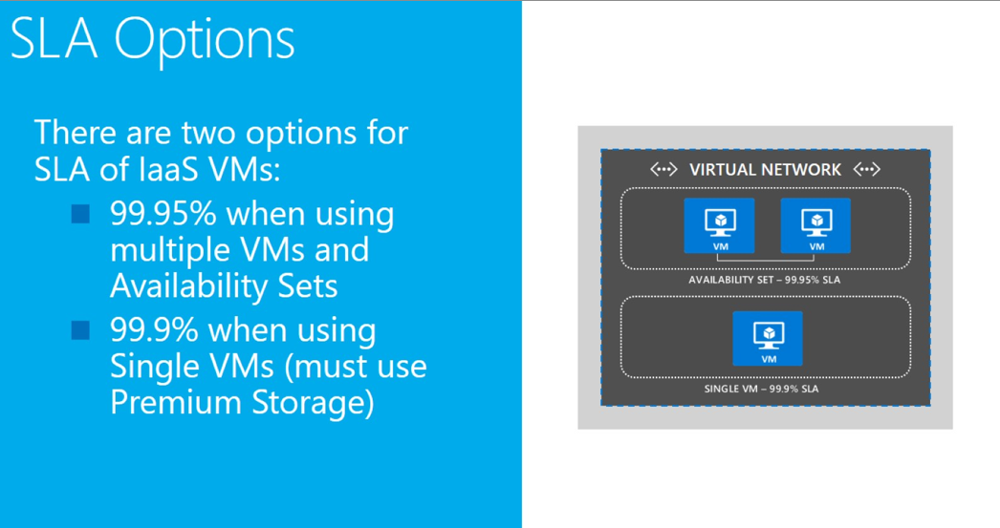 SLA Options
There are two options for
SLA of IaaS VMs:
99.95% when using
multiple VMs and
Availability Sets
99.9% when using
Single VMs (must use
Premium Storage)
VIRTUAL NETWORK
VM VM
AVAILABILITY SET – 99.95% SLA
VM
SINGLE VM – 99.9% SLA